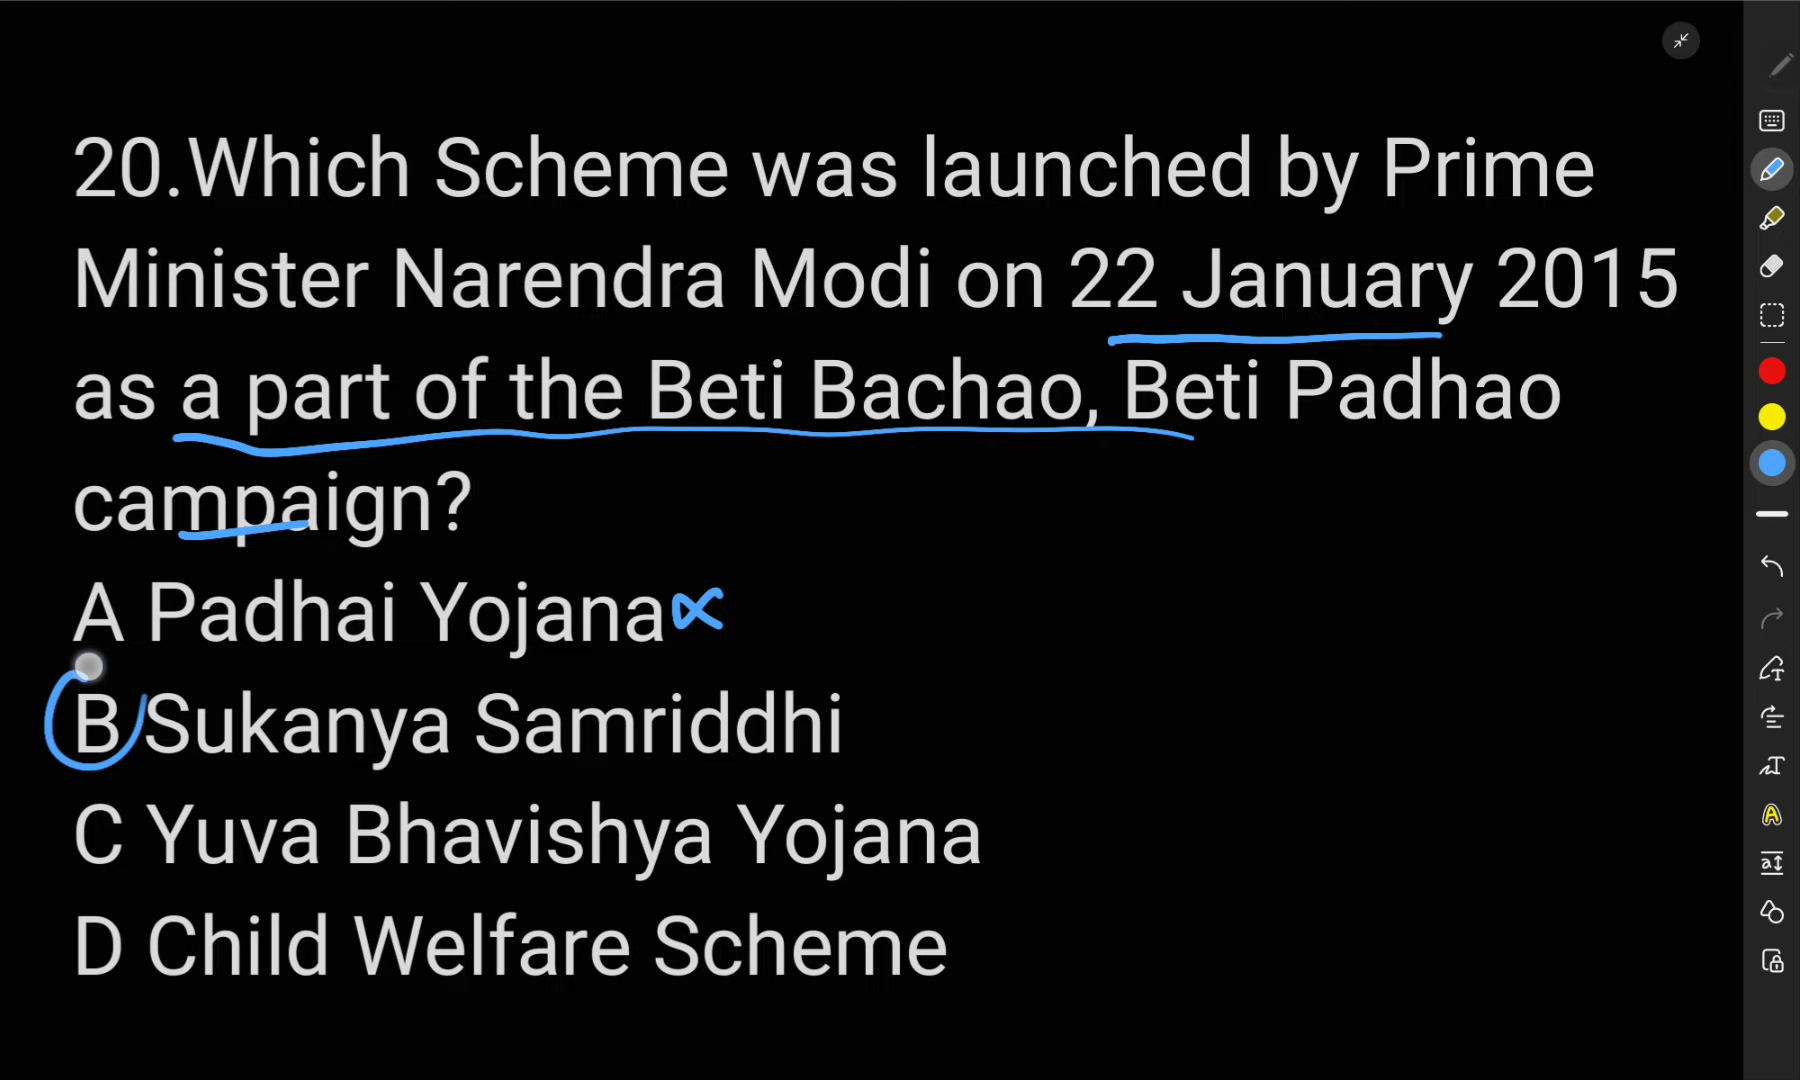 20.Which Scheme was launched by Prime
Minister Narendra Modi on 22 January 2015
as a part of the Beti Bachao, Beti Padhao
campaign?
A Padhai Yojana
B Sukanya Samriddhi
C Yuva Bhavishya Yojana
D Child Welfare Scheme